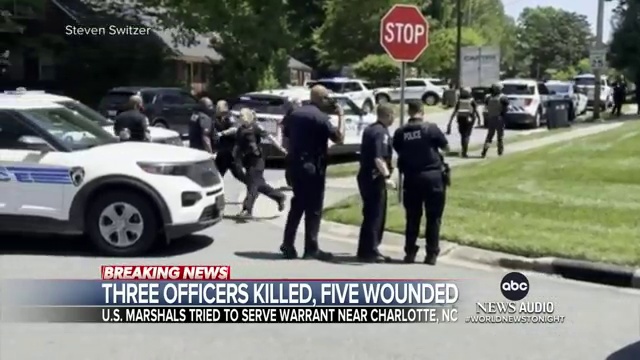 Steven Switzer
STOP
BREAKING NEWS
THREE OFFICERS KILLED, FIVE WOUNDED
U.S. MARSHALS TRIED TO SERVE WARRANT NEAR CHARLOTTE, NC
abc
NEWS AUDIO
#WORLDNEWSTONIGHT